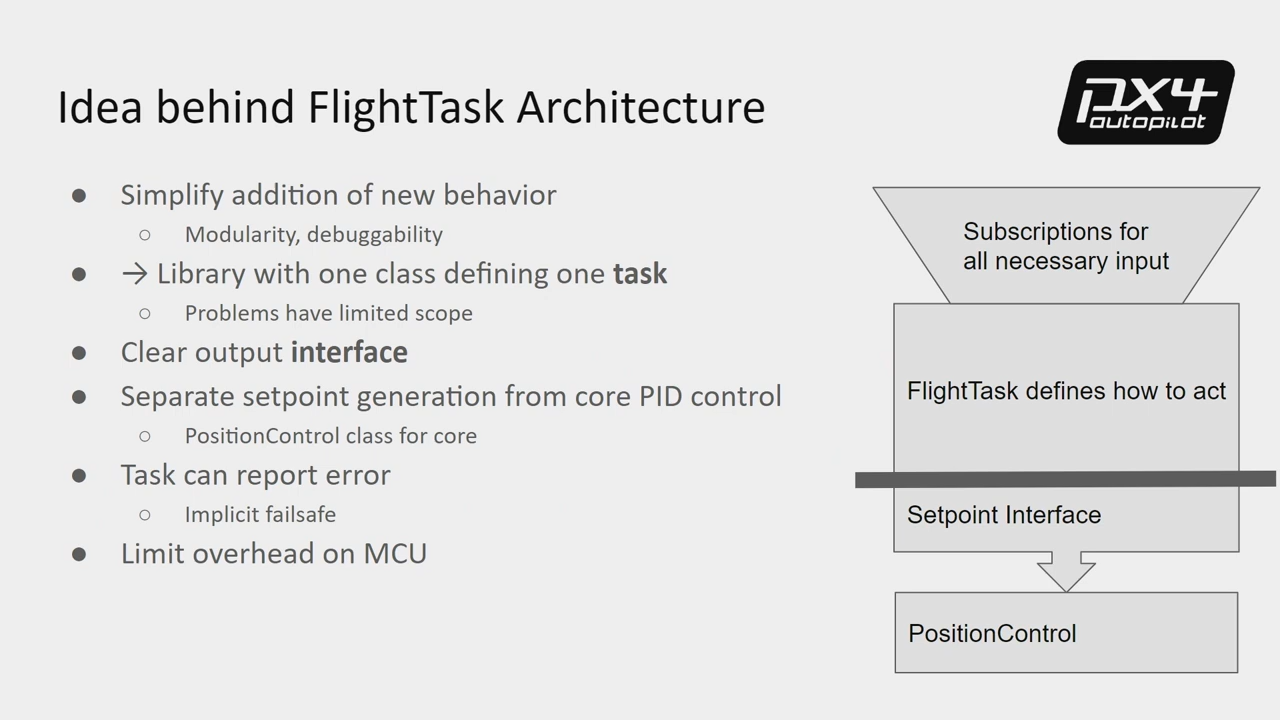 Idea behind FlightTask Architecture
px4
autopilot
● Simplify addition of new behavior
○ Modularity, debuggability
● → Library with one class defining one task
○ Problems have limited scope
● Clear output interface
● Separate setpoint generation from core PID control
○ PositionControl class for core
● Task can report error
○ Implicit failsafe
● Limit overhead on MCU
Subscriptions for
all necessary input
FlightTask defines how to act
Setpoint Interface
PositionControl